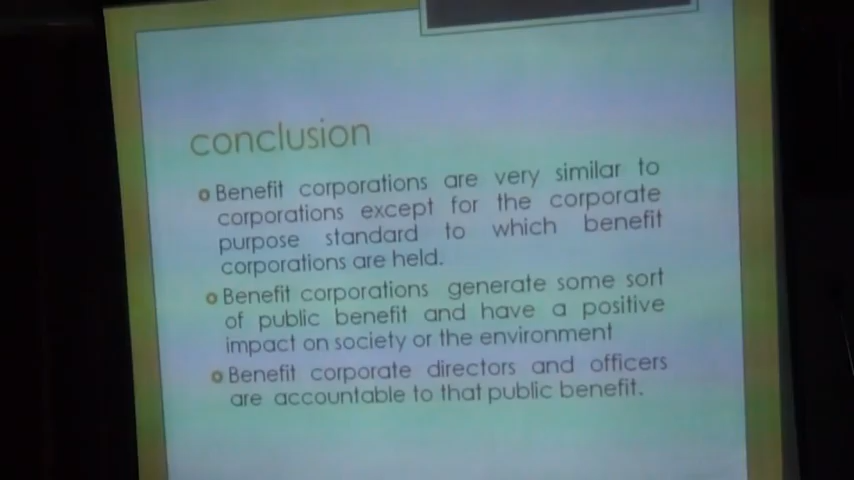 conclusion
Benefit corporations are very similar to
corporations except for the corporate
purpose standard to which benefit
corporations are held.
Benefit corporations generate some sort
of public benefit and have a positive
impact on society or the environment
Benefit corporate directors and officers
are accountable to that public benefit.